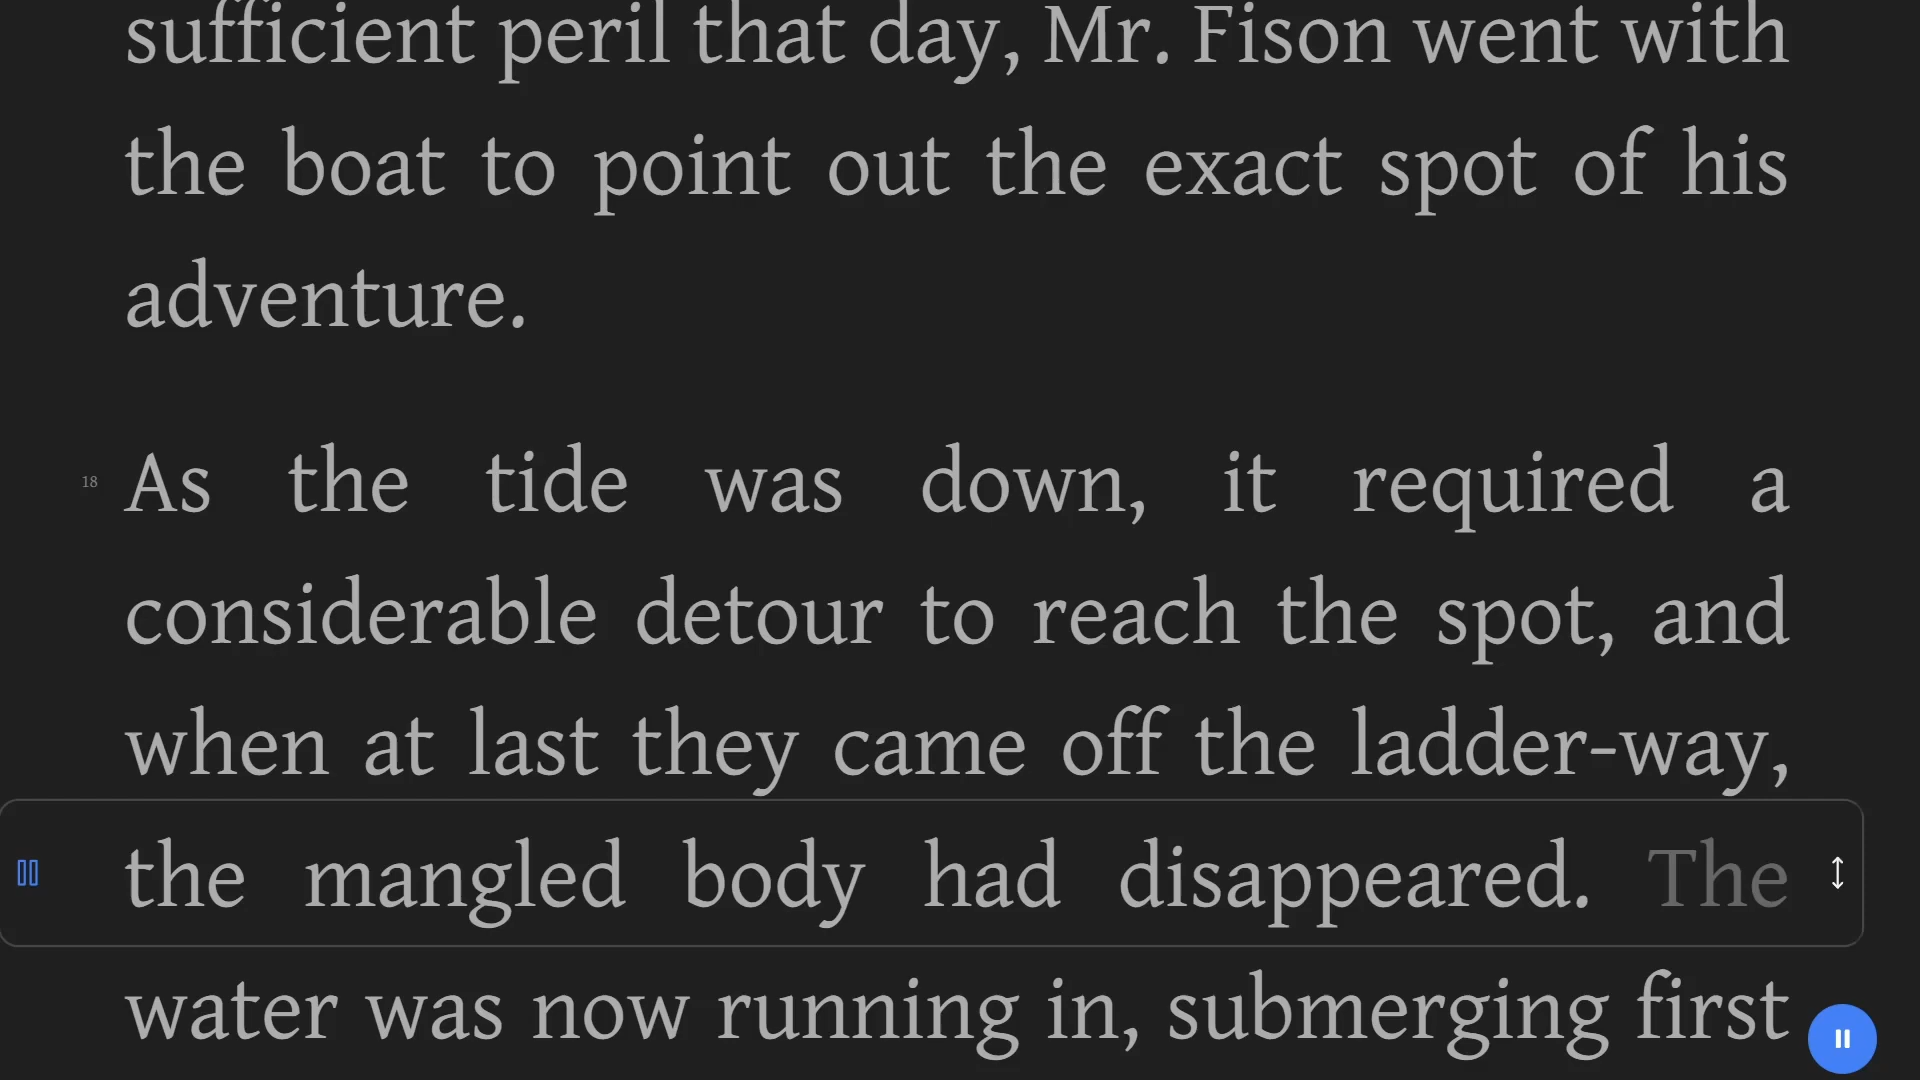 sufficient peril that day, Mr. Fison went with
the boat to point out the exact spot of his
adventure.
18
As the tide was down, it required a
considerable detour to reach the spot, and
when at last they came off the ladder-way,
the mangled body had disappeared. The
water was now running in, submerging first